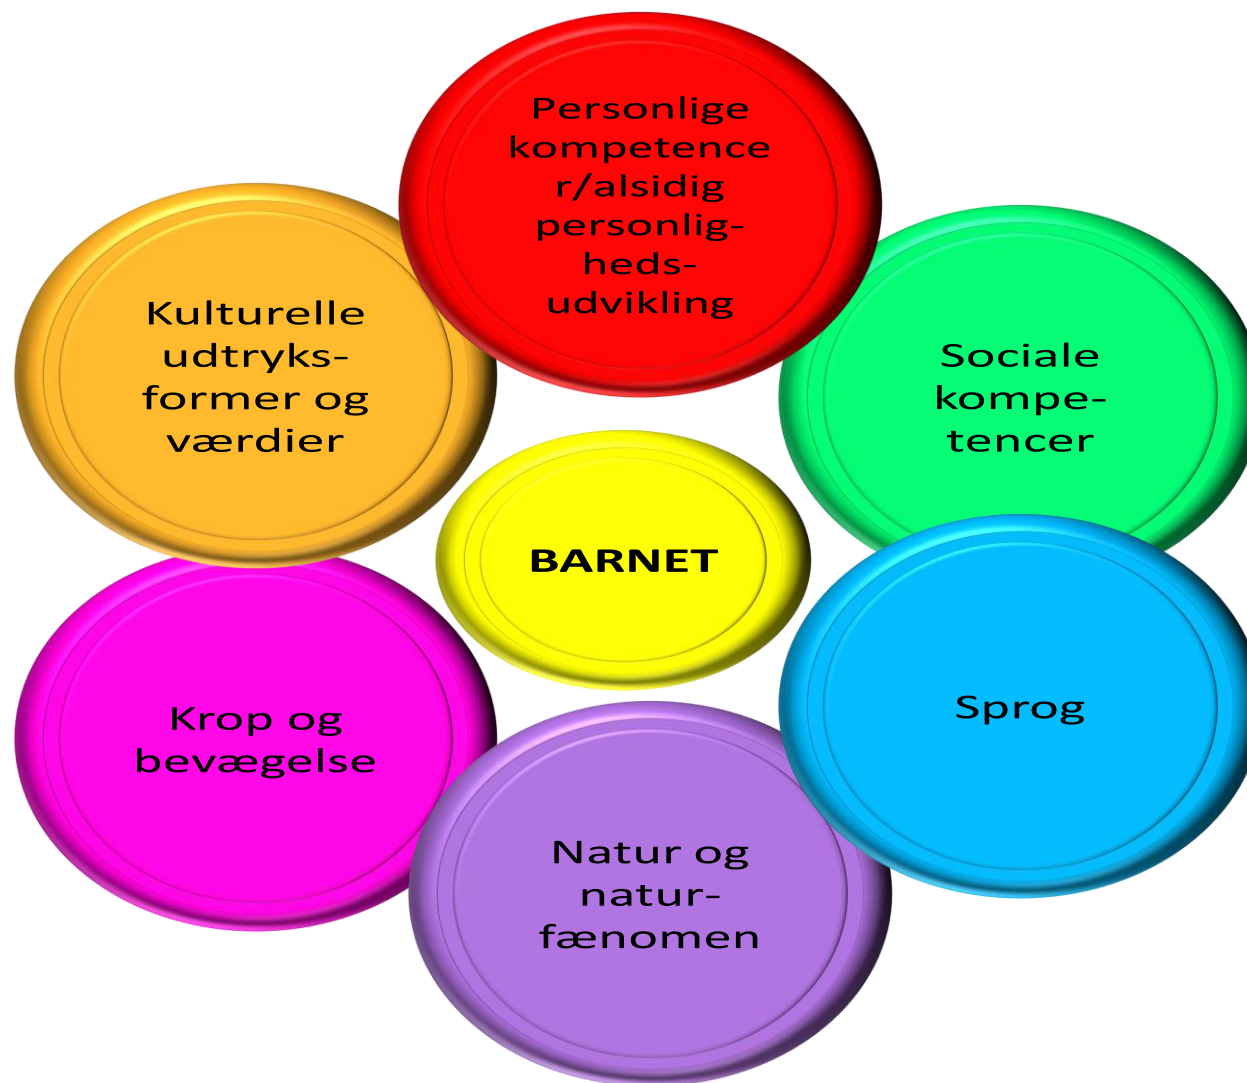 Personlige
kompetence
r/alsidig
personlig-
heds-
udvikling
Kulturelle
udtryks-
former og
værdier
Sociale
kompe-
tencer
BARNET
Krop og
bevægelse
Sprog
Natur og
natur-
fænomen